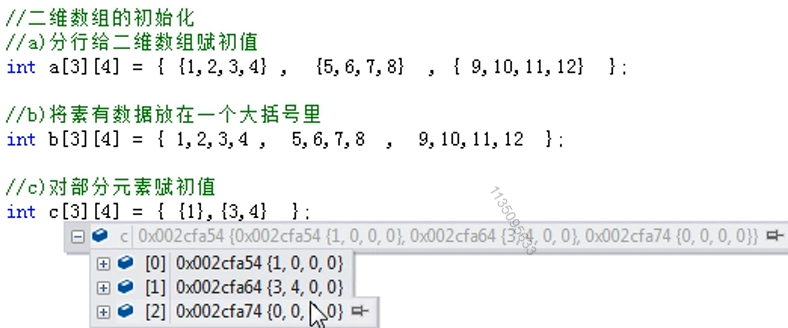 //二维数组的初始化
//a)分行给二维数组赋初值
int a[3][4] = { {1,2,3,4} , {5,6,7,8} , { 9,10,11,12} };
//b)将素有数据放在一个大括号里
int b[3][4] = { 1,2,3,4 , 5,6,7,8 , 9,10,11,12 };
//c)对部分元素赋初值
int c[3][4] = { {1},{3,4} };
c 0x002cfa54 {0x002cfa54 {1, 0, 0, 0}, 0x002cfa64 {3, 4, 0, 0}, 0x002cfa74 {0, 0, 0, 0}}
[0] 0x002cfa54 {1, 0, 0, 0}
[1] 0x002cfa64 {3, 4, 0, 0}
[2] 0x002cfa74 {0, 0, 0, 0}